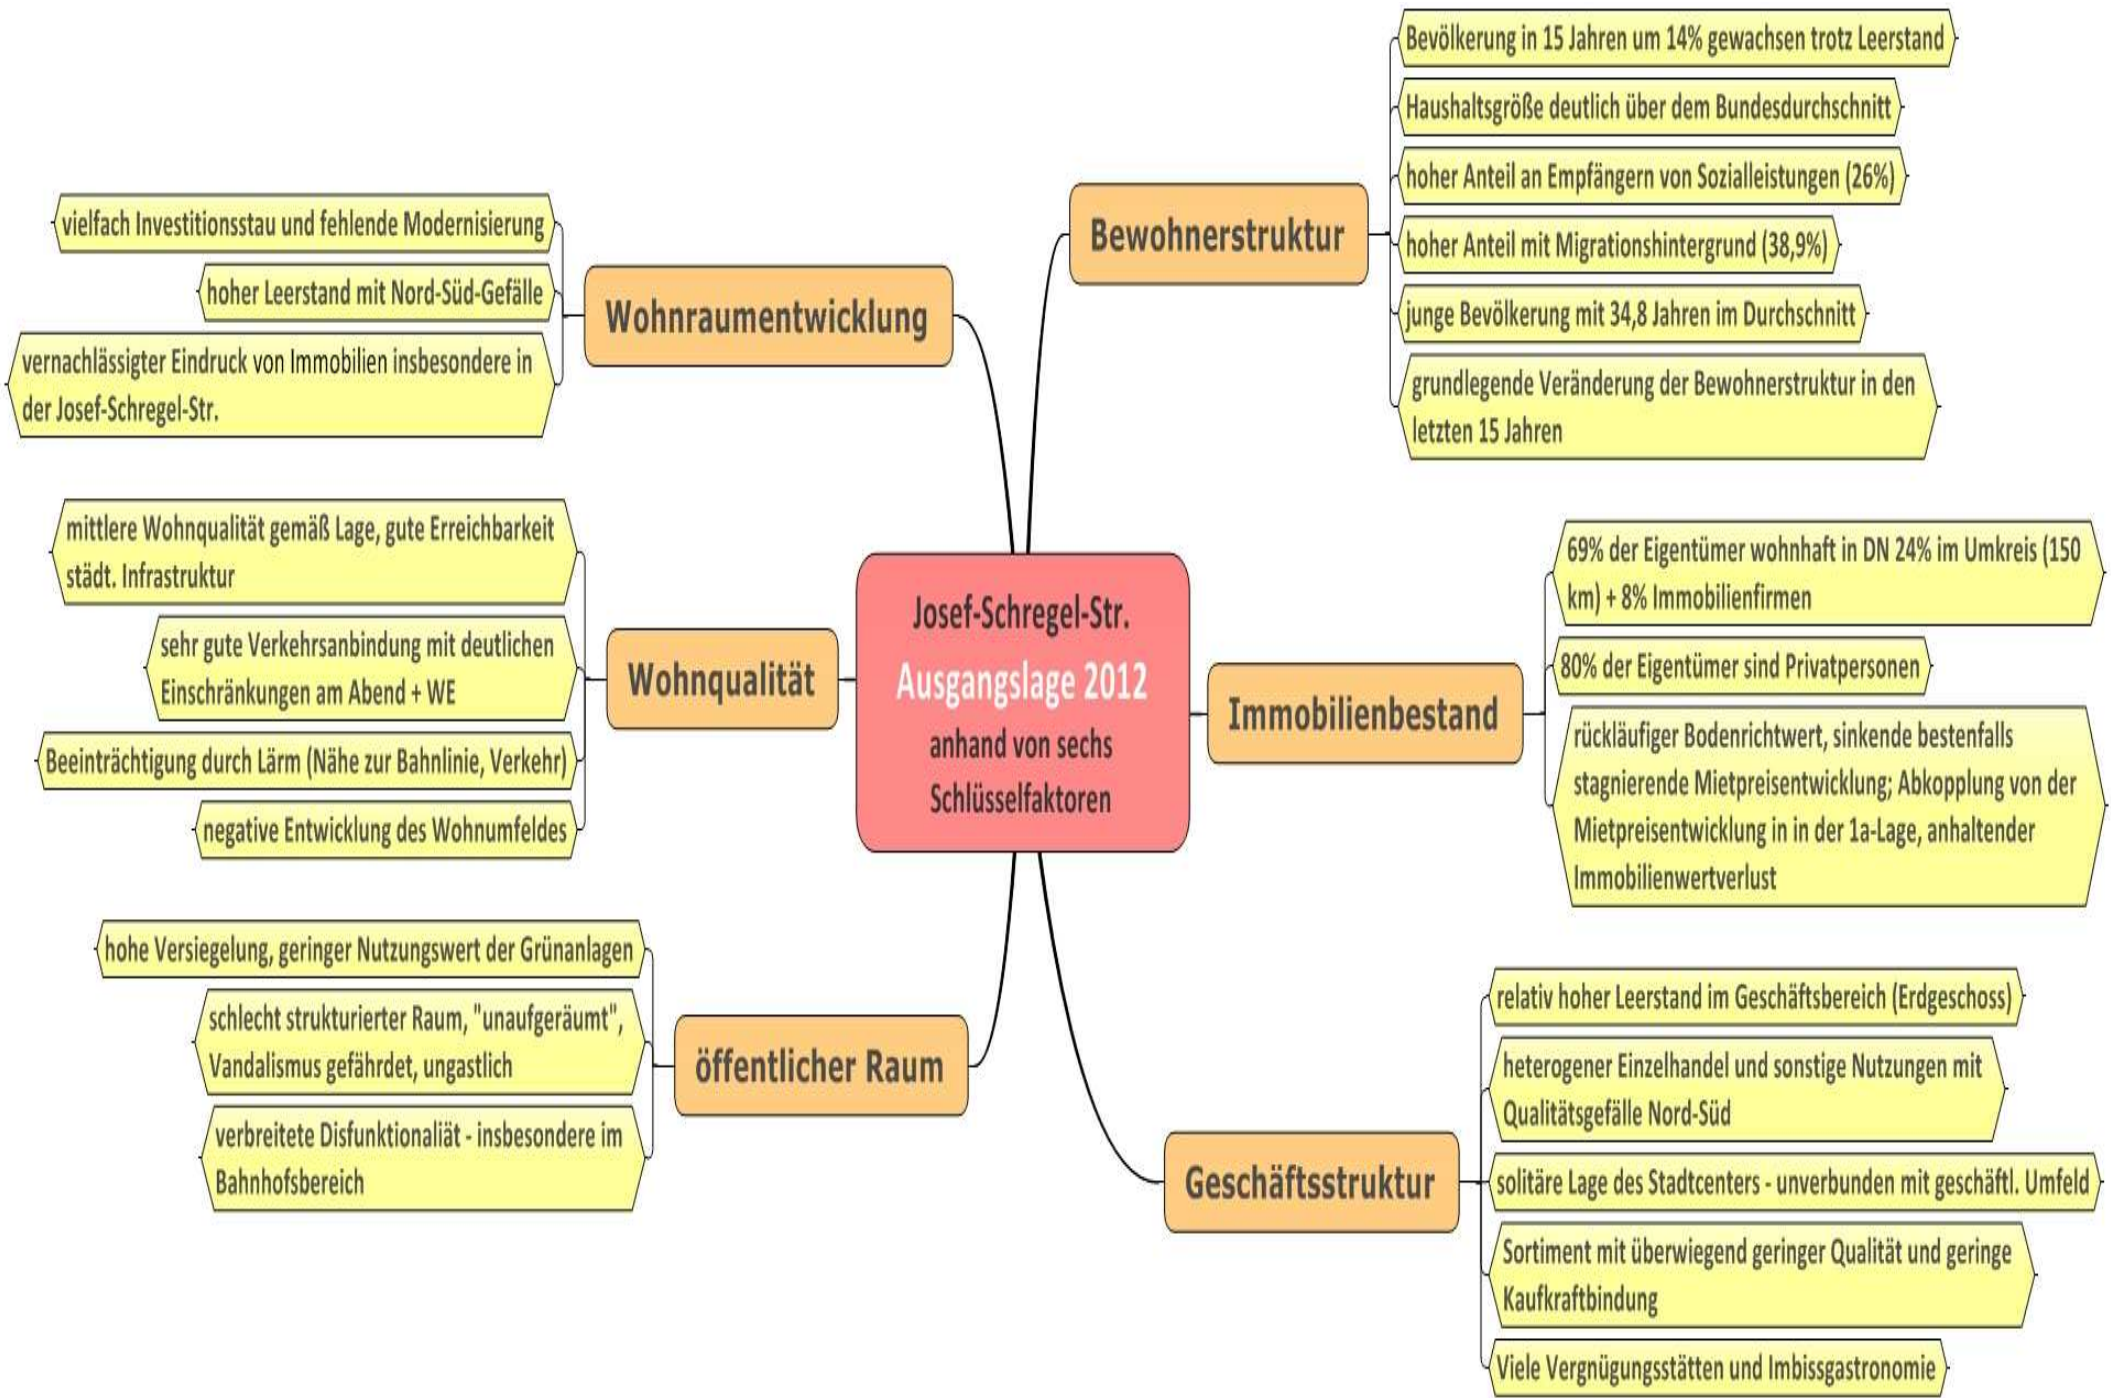 Josef-Schregel-Str.
Ausgangslage 2012
anhand von sechs
Schlüsselfaktoren
Bewohnerstruktur
Bevölkerung in 15 Jahren um 14% gewachsen trotz Leerstand
Haushaltsgröße deutlich über dem Bundesdurchschnitt
hoher Anteil an Empfängern von Sozialleistungen (26%)
hoher Anteil mit Migrationshintergrund (38,9%)
junge Bevölkerung mit 34,8 Jahren im Durchschnitt
grundlegende Veränderung der Bewohnerstruktur in den
letzten 15 Jahren
Immobilienbestand
69% der Eigentümer wohnhaft in DN 24% im Umkreis (150
km) + 8% Immobilienfirmen
80% der Eigentümer sind Privatpersonen
rückläufiger Bodenrichtwert, sinkende bestenfalls
stagnierende Mietpreisentwicklung; Abkopplung von der
Mietpreisentwicklung in in der 1a-Lage, anhaltender
Immobilienwertverlust
Geschäftsstruktur
relativ hoher Leerstand im Geschäftsbereich (Erdgeschoss)
heterogener Einzelhandel und sonstige Nutzungen mit
Qualitätsgefälle Nord-Süd
solitäre Lage des Stadtcenters - unverbunden mit geschäftl. Umfeld
Sortiment mit überwiegend geringer Qualität und geringe
Kaufkraftbindung
Viele Vergnügungsstätten und Imbissgastronomie
Wohnraumentwicklung
vielfach Investitionsstau und fehlende Modernisierung
hoher Leerstand mit Nord-Süd-Gefälle
vernachlässigter Eindruck von Immobilien insbesondere in
der Josef-Schregel-Str.
Wohnqualität
mittlere Wohnqualität gemäß Lage, gute Erreichbarkeit
städt. Infrastruktur
sehr gute Verkehrsanbindung mit deutlichen
Einschränkungen am Abend + WE
Beeinträchtigung durch Lärm (Nähe zur Bahnlinie, Verkehr)
negative Entwicklung des Wohnumfeldes
öffentlicher Raum
hohe Versiegelung, geringer Nutzungswert der Grünanlagen
schlecht strukturierter Raum, "unaufgeräumt",
Vandalismus gefährdet, ungastlich
verbreitete Disfunktionaliät - insbesondere im
Bahnhofsbereich